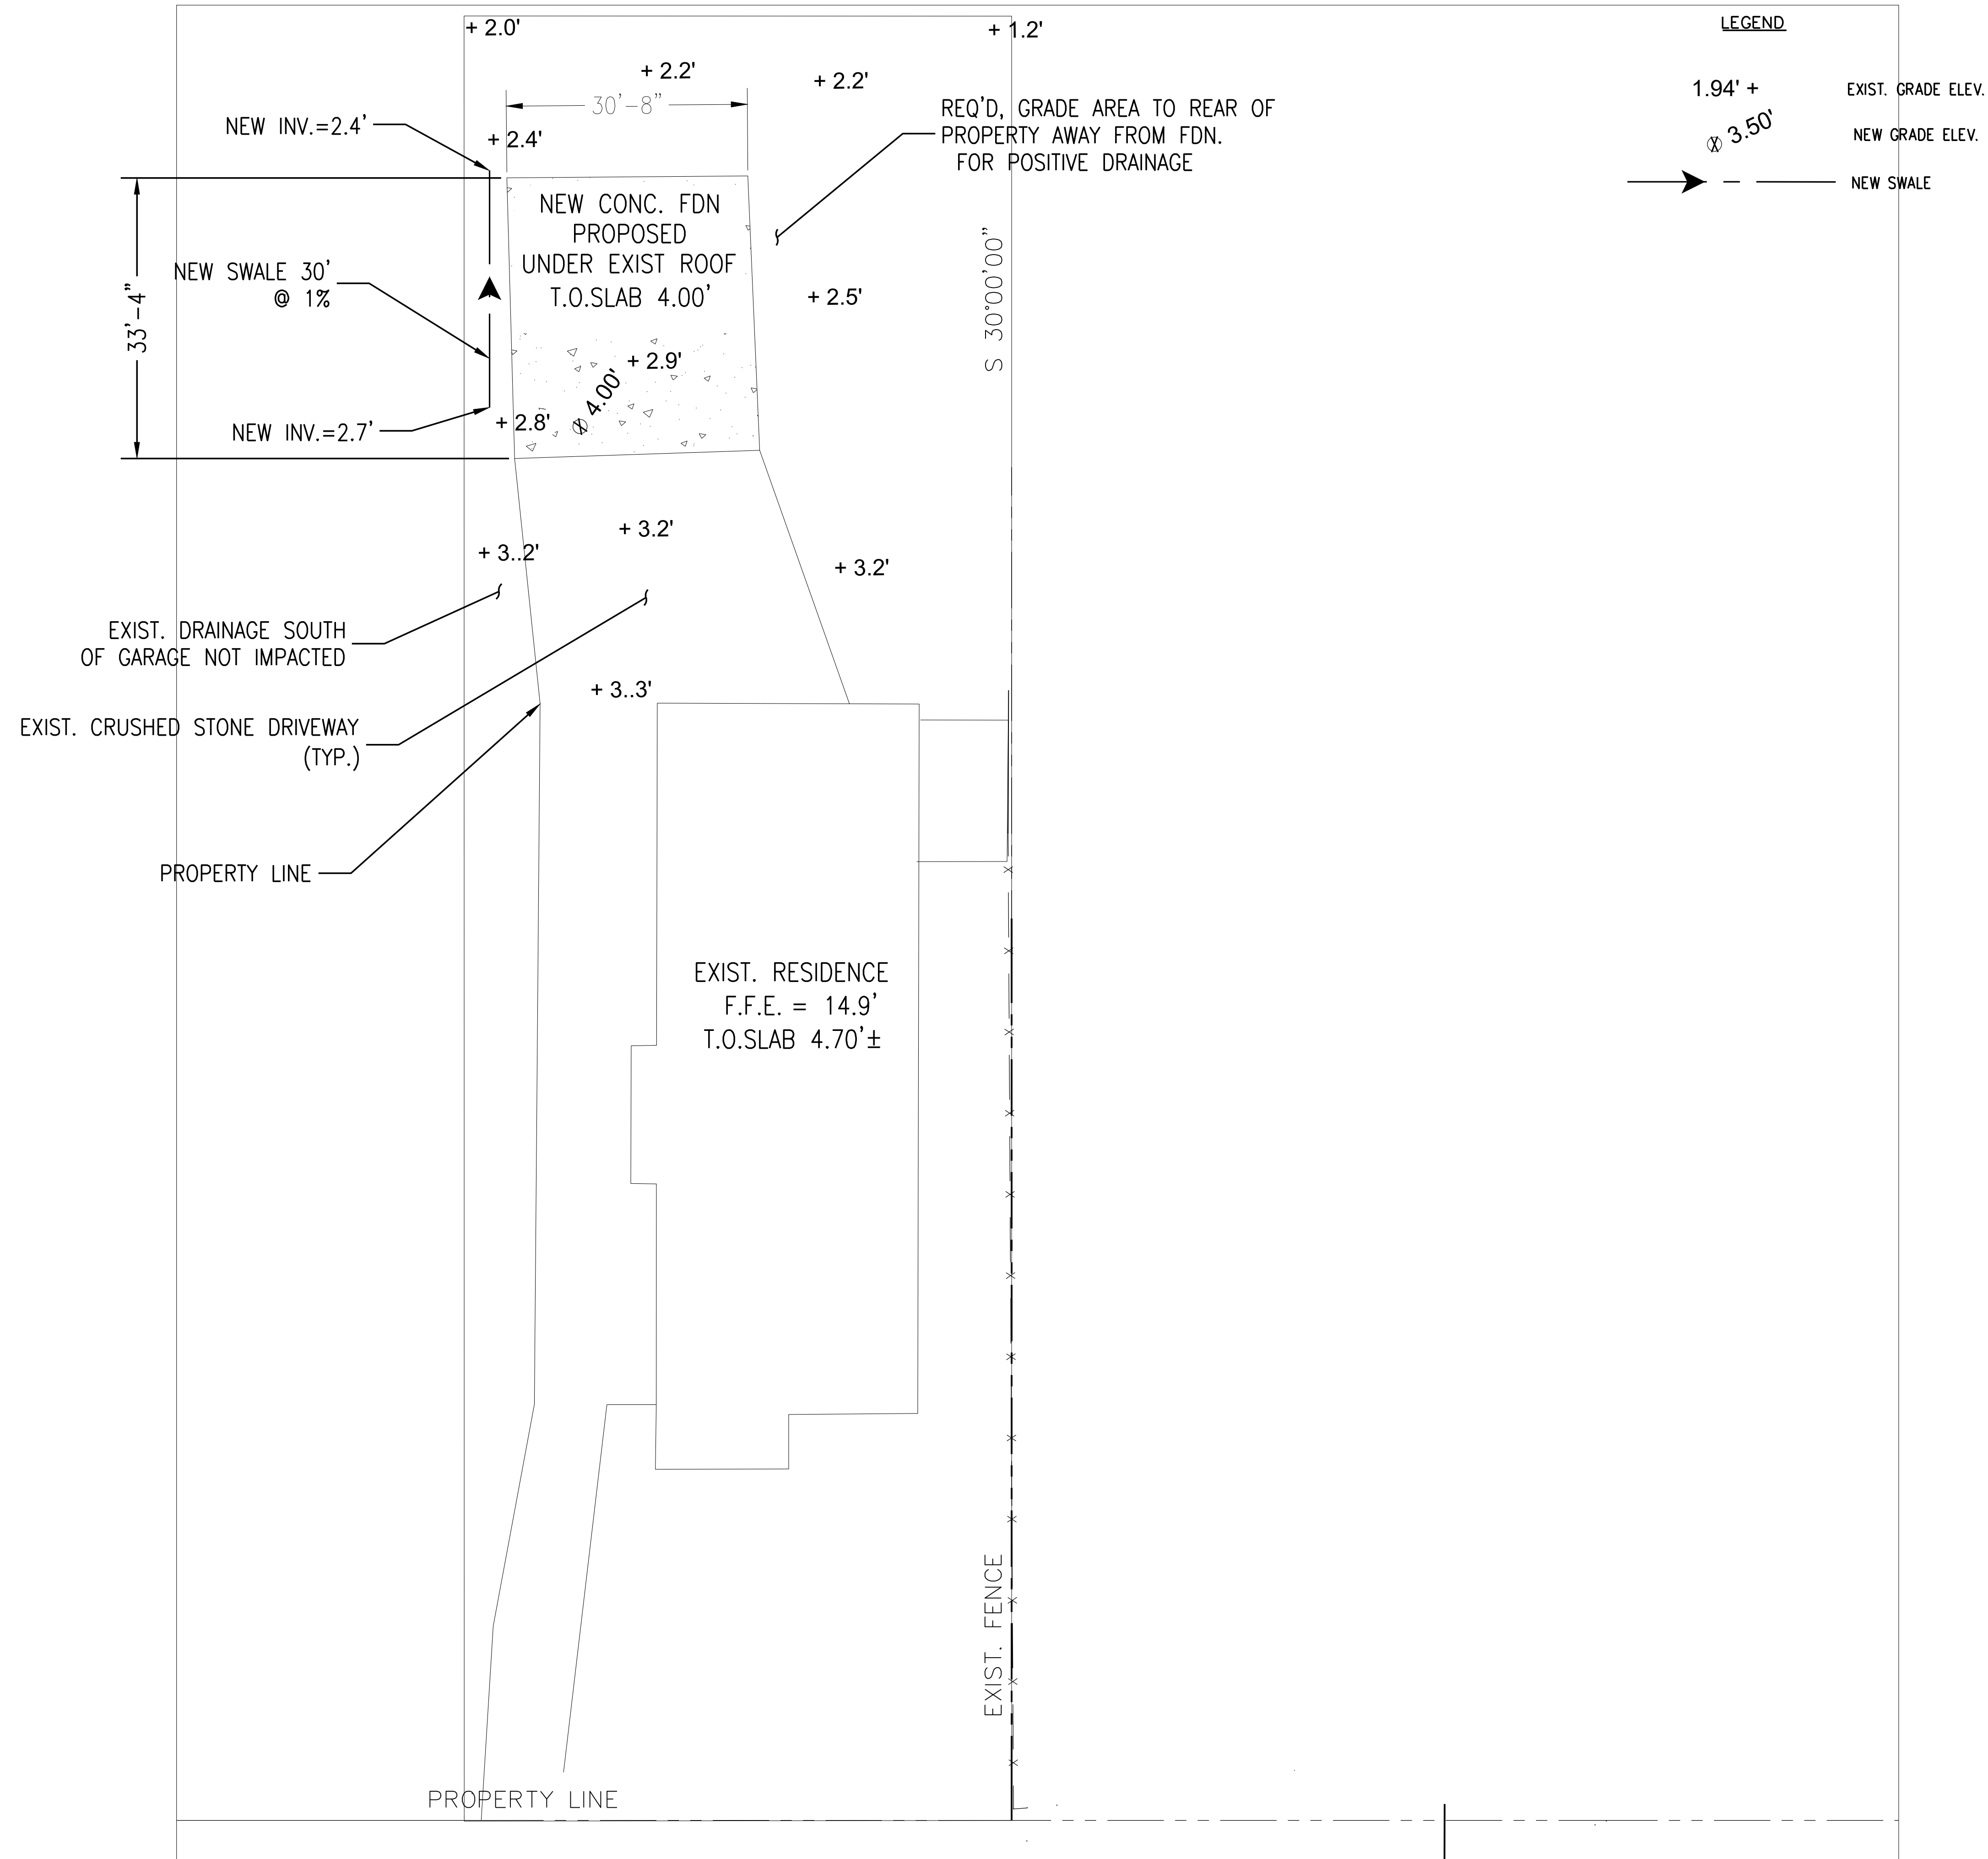 + 2.0'
+ 1.2'
LEGEND
+ 2.2'
+ 2.2'
1.94' +
EXIST. GRADE ELEV.
30'-8"
REQ'D, GRADE AREA TO REAR OF
PROPERTY AWAY FROM FDN.
FOR POSITIVE DRAINAGE
NEW INV.=2.4'
+ 2.4'
3.50'
NEW GRADE ELEV.
NEW SWALE
NEW CONC. FDN
PROPOSED
UNDER EXIST ROOF
T.O.SLAB 4.00'
NEW SWALE 30'
@ 1%
33'-4"
+ 2.5'
S 30°00'00"
+ 2.9'
4.00'
+ 2.8'
NEW INV.=2.7'
+ 3.2'
+ 3..2'
+ 3.2'
EXIST. DRAINAGE SOUTH
OF GARAGE NOT IMPACTED
+ 3..3'
EXIST. CRUSHED STONE DRIVEWAY
(TYP.)
PROPERTY LINE
EXIST. RESIDENCE
F.F.E. = 14.9'
T.O.SLAB 4.70'±
EXIST. FENCE
PROPERTY LINE